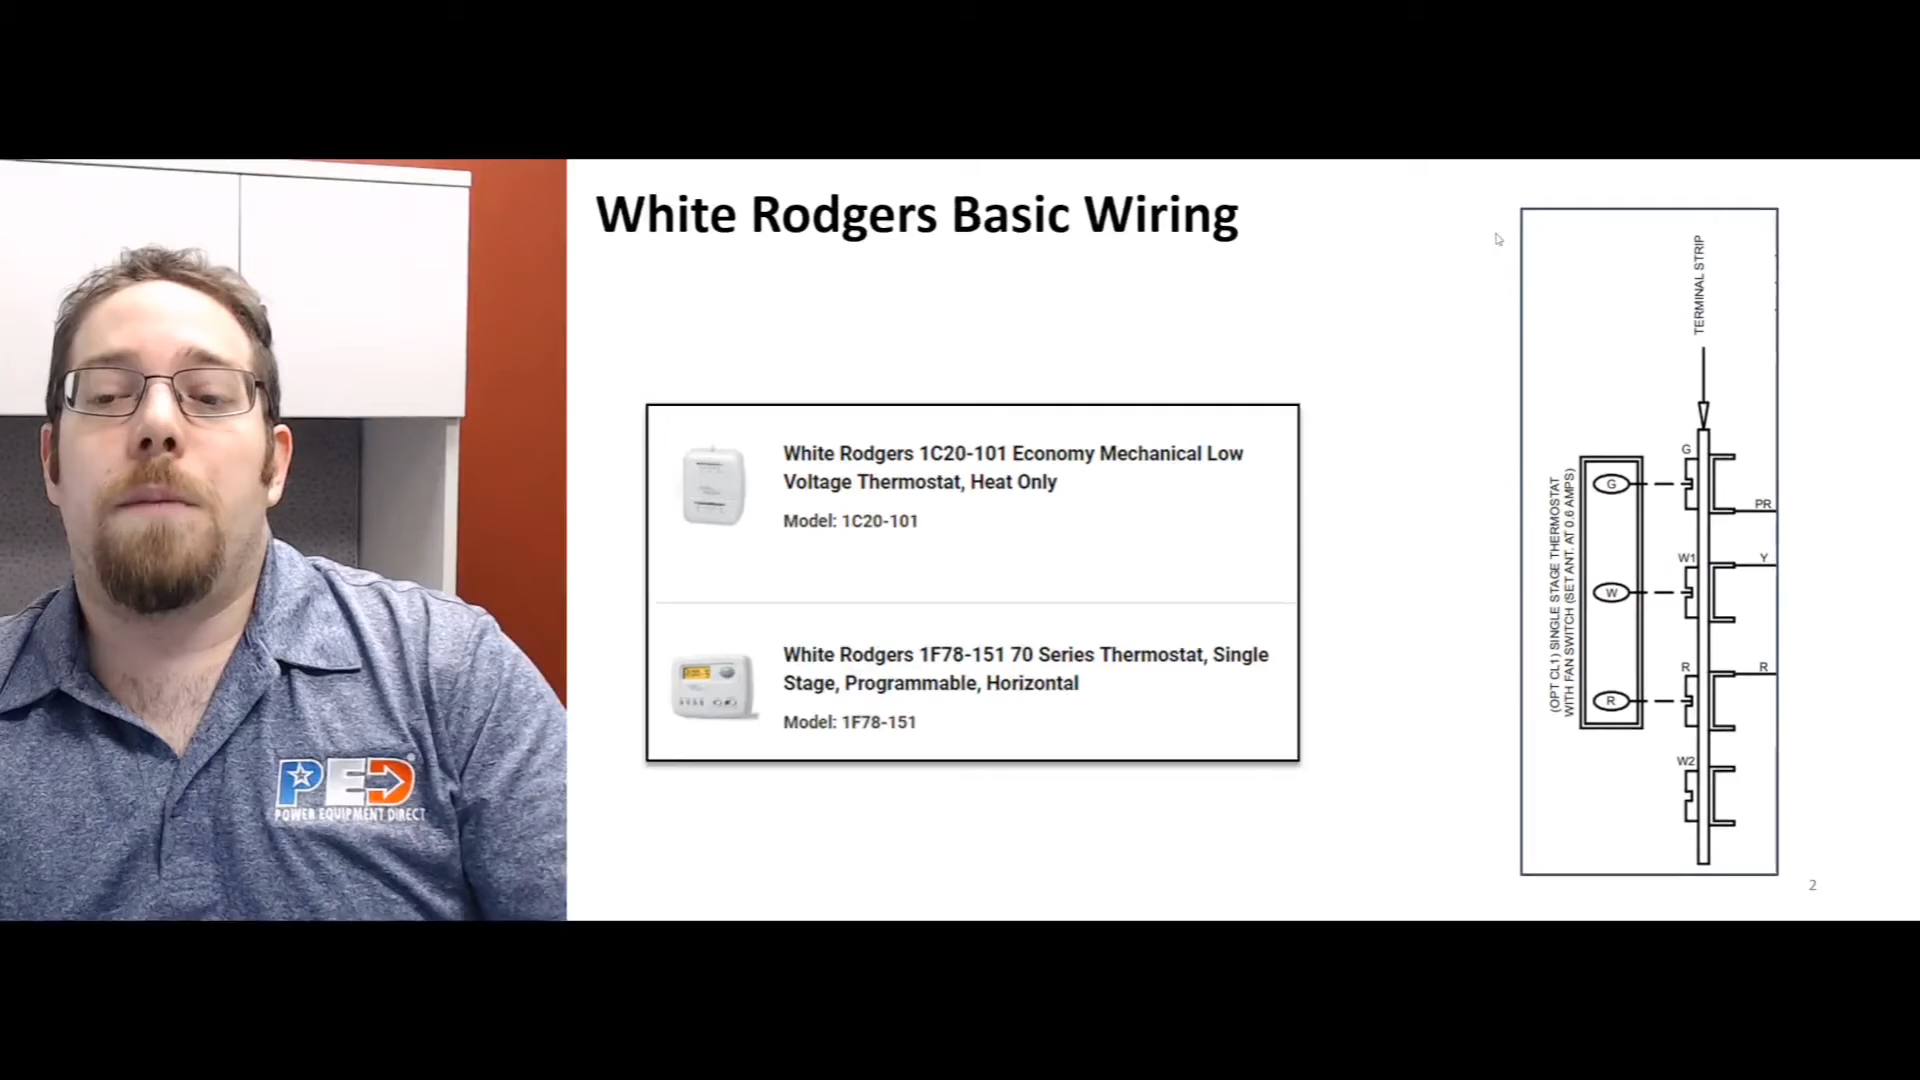 White Rodgers Basic Wiring
White Rodgers 1C20-101 Economy Mechanical Low
Voltage Thermostat, Heat Only
Model: 1C20-101
White Rodgers 1F78-151 70 Series Thermostat, Single
Stage, Programmable, Horizontal
Model: 1F78-151
TERMINAL STRIP
(OPT CL1) SINGLE STAGE THERMOSTAT
WITH FAN SWITCH (SET ANT. AT 0.6 AMPS)
G
G
PR
W1
Y
W
R
R
R
W2
2
PED
POWER EQUIPMENT DIRECT